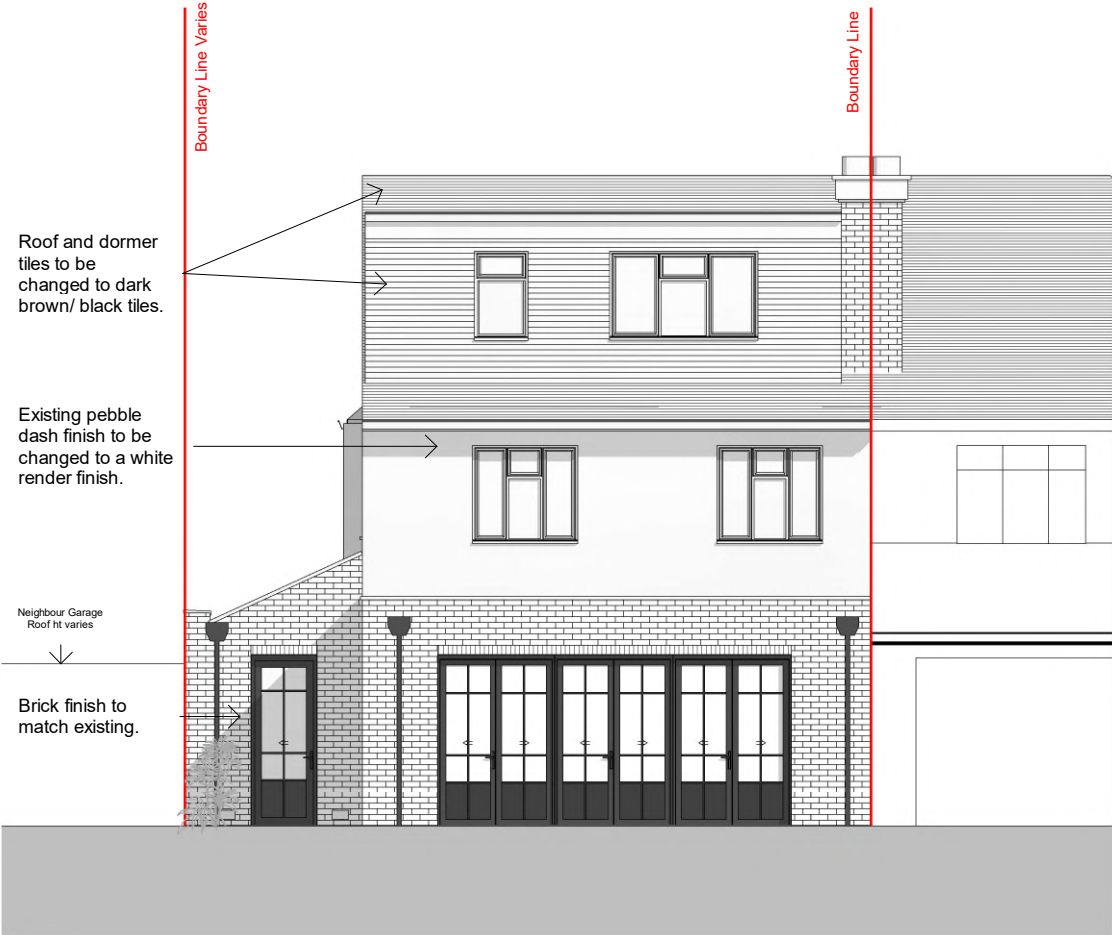 Boundary Line Varies
Boundary Line
Roof and dormer
tiles to be
changed to dark
brown/ black tiles.
Existing pebble
dash finish to be
changed to a white
render finish.
Neighbour Garage
Roof ht varies
Brick finish to
match existing.